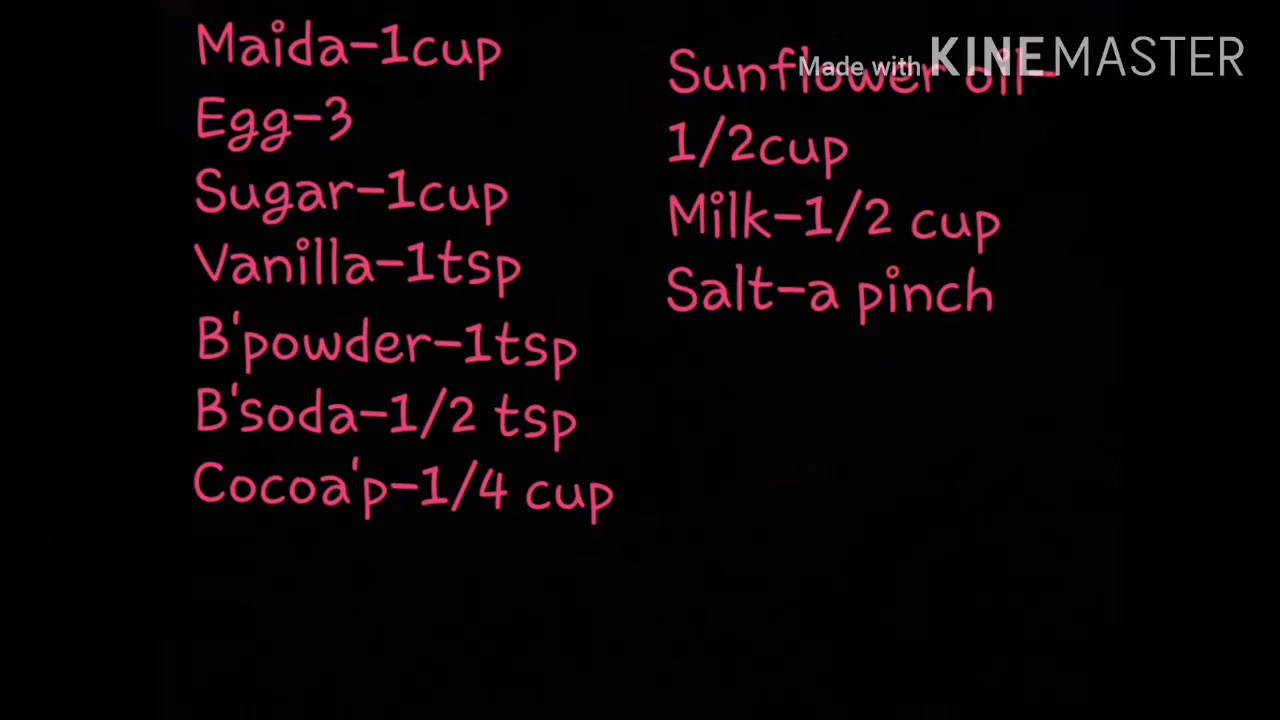 Maida-1cup
Egg-3
Sugar-1cup
Vanilla-1tsp
B'powder-1tsp
B'soda-1/2 tsp
Cocoa'p-1/4 cup
Made with KINEMASTER
Sunflower oil-
1/2cup
Milk-1/2 cup
Salt-a pinch